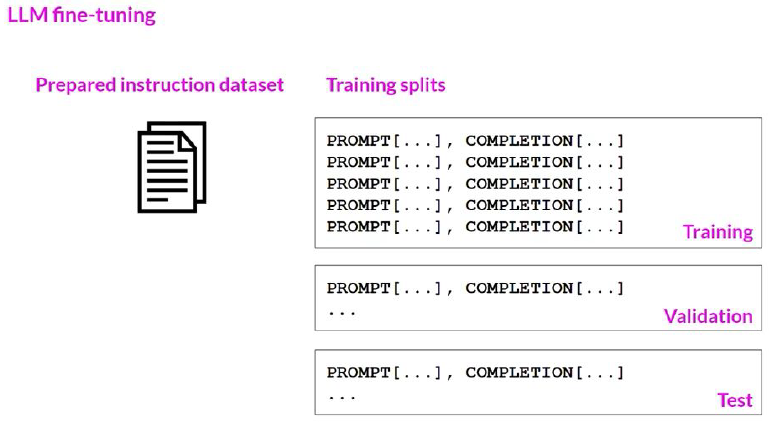 LLM fine-tuning
Prepared instruction dataset
Training splits
PROMPT[...], COMPLETION[...]
PROMPT[...], COMPLETION[...]
PROMPT[...], COMPLETION[...]
PROMPT[...], COMPLETION[...]
PROMPT[...], COMPLETION[...]
Training
PROMPT[...], COMPLETION[...]
...
Validation
PROMPT[...], COMPLETION[...]
...
Test